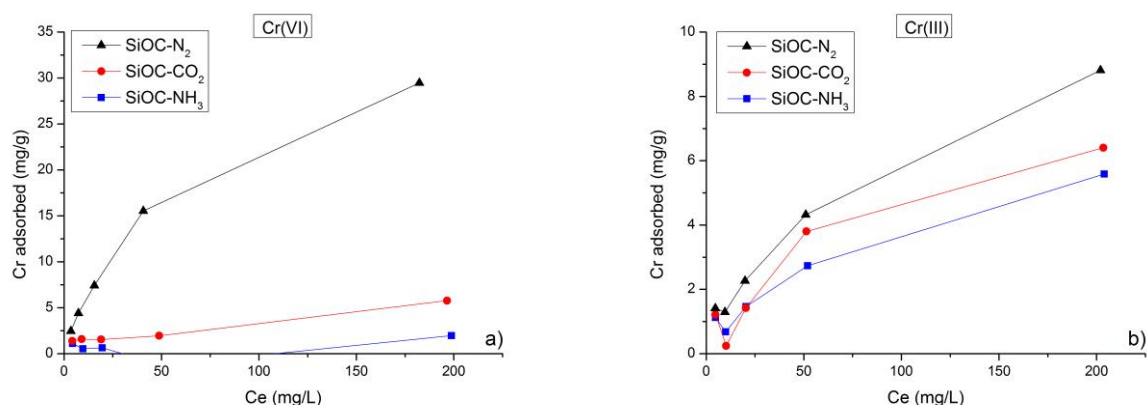 Cr(VI)
SiOC-N₂
SiOC-CO₂
SiOC-NH₃
Cr adsorbed (mg/g)
35
30
25
20
15
10
5
0
0 50 100 150 200
Ce (mg/L)
a)
Cr(III)
SiOC-N₂
SiOC-CO₂
SiOC-NH₃
Cr adsorbed (mg/g)
10
8
6
4
2
0
0 50 100 150 200
Ce (mg/L)
b)